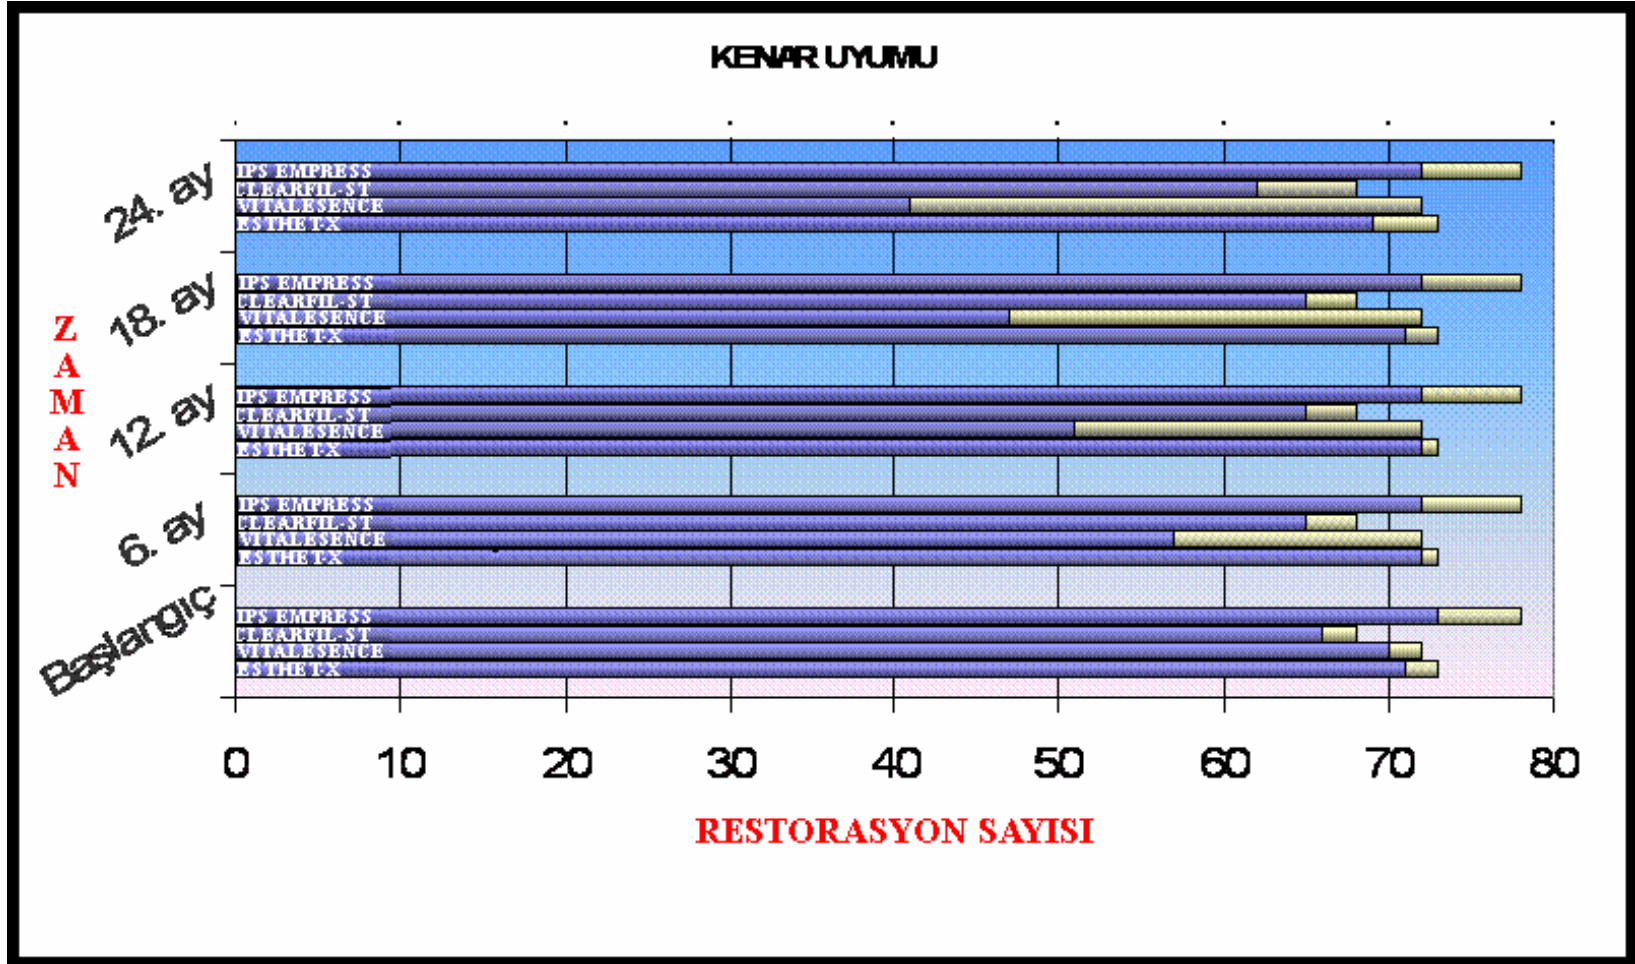 KENAR UYUMU
24. ay
IPS EMPRESS
CLEARFIL-ST
VITALESENCE
ESTHET-X
18. ay
IPS EMPRESS
CLEARFIL-ST
VITALESENCE
ESTHET-X
12. ay
IPS EMPRESS
CLEARFIL-ST
VITALESENCE
ESTHET-X
6. ay
IPS EMPRESS
CLEARFIL-ST
VITALESENCE
ESTHET-X
Başlangıç
IPS EMPRESS
CLEARFIL-ST
VITALESENCE
ESTHET-X
ZAMAN
0 10 20 30 40 50 60 70 80
RESTORASYON SAYISI